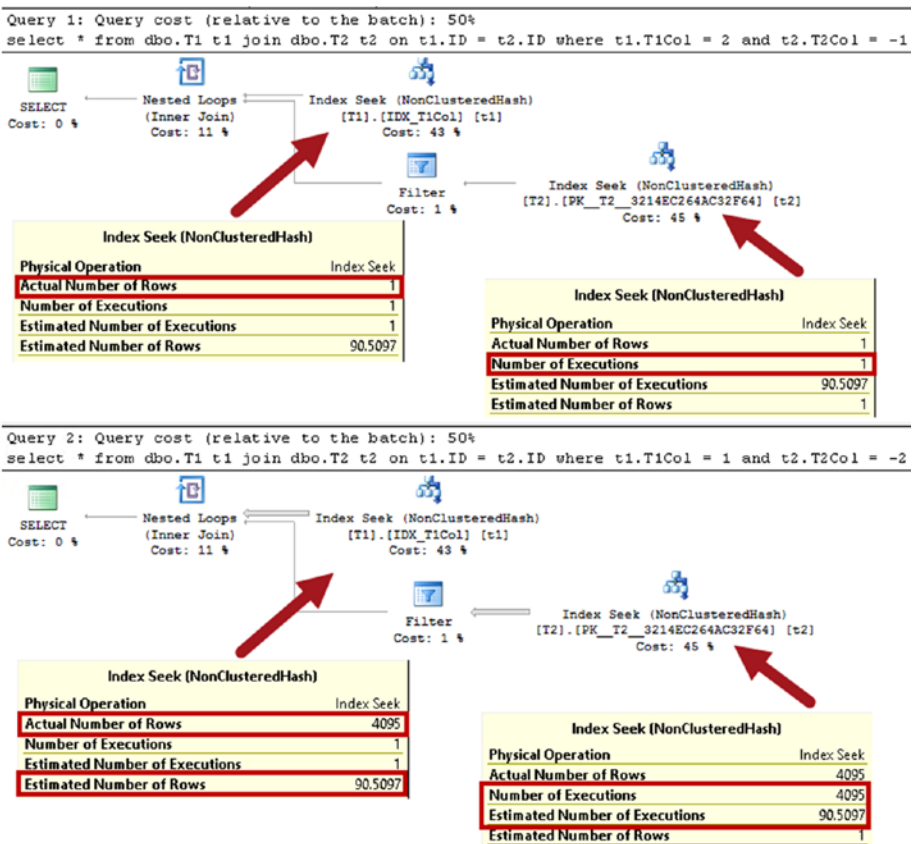 Query 1: Query cost (relative to the batch): 50%
select * from dbo.T1 t1 join dbo.T2 t2 on t1.ID = t2.ID where t1.T1Col = 2 and t2.T2Col = -1
SELECT
Cost: 0 %
Nested Loops
(Inner Join)
Cost: 11 %
Index Seek (NonClusteredHash)
[T1].[IDX_T1Col] [t1]
Cost: 43 %
Filter
Cost: 1 %
Index Seek (NonClusteredHash)
[T2].[PK__T2__3214EC264AC32F64] [t2]
Cost: 45 %
Index Seek (NonClusteredHash)
Physical Operation Index Seek
Actual Number of Rows 1
Number of Executions 1
Estimated Number of Executions 1
Estimated Number of Rows 90.5097
Index Seek (NonClusteredHash)
Physical Operation Index Seek
Actual Number of Rows 1
Number of Executions 1
Estimated Number of Executions 90.5097
Estimated Number of Rows 1
Query 2: Query cost (relative to the batch): 50%
select * from dbo.T1 t1 join dbo.T2 t2 on t1.ID = t2.ID where t1.T1Col = 1 and t2.T2Col = -2
SELECT
Cost: 0 %
Nested Loops
(Inner Join)
Cost: 11 %
Index Seek (NonClusteredHash)
[T1].[IDX_T1Col] [t1]
Cost: 43 %
Filter
Cost: 1 %
Index Seek (NonClusteredHash)
[T2].[PK__T2__3214EC264AC32F64] [t2]
Cost: 45 %
Index Seek (NonClusteredHash)
Physical Operation Index Seek
Actual Number of Rows 4095
Number of Executions 1
Estimated Number of Executions 1
Estimated Number of Rows 90.5097
Index Seek (NonClusteredHash)
Physical Operation Index Seek
Actual Number of Rows 4095
Number of Executions 4095
Estimated Number of Executions 90.5097
Estimated Number of Rows 1